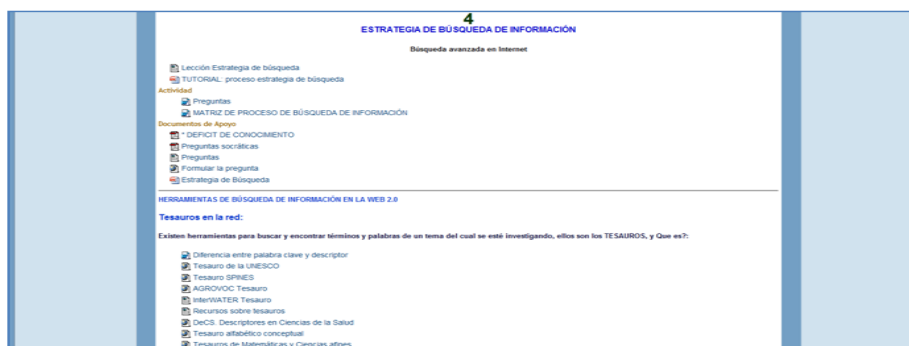 4
ESTRATEGIA DE BÚSQUEDA DE INFORMACIÓN
Búsqueda avanzada en Internet
Lección Estrategia de búsqueda
TUTORIAL: proceso estrategia de búsqueda
Actividad
Preguntas
MATRIZ DE PROCESO DE BÚSQUEDA DE INFORMACIÓN
Documentos de Apoyo
* DEFICIT DE CONOCIMIENTO
Preguntas socráticas
Preguntas
Formular la pregunta
Estrategia de Búsqueda
HERRAMIENTAS DE BÚSQUEDA DE INFORMACIÓN EN LA WEB 2.0
Tesauros en la red:
Existen herramientas para buscar y encontrar términos y palabras de un tema del cual se esté investigando, ellos son los TESAUROS, y Que es?:
Diferencia entre palabra clave y descriptor
Tesauro de la UNESCO
Tesauro SPINES
AGROVOC Tesauro
InterWATER Tesauro
Recursos sobre tesauros
DeCS. Descriptores en Ciencias de la Salud
Tesauro alfabético conceptual
Tesauros de Matemáticas y Ciencias afines